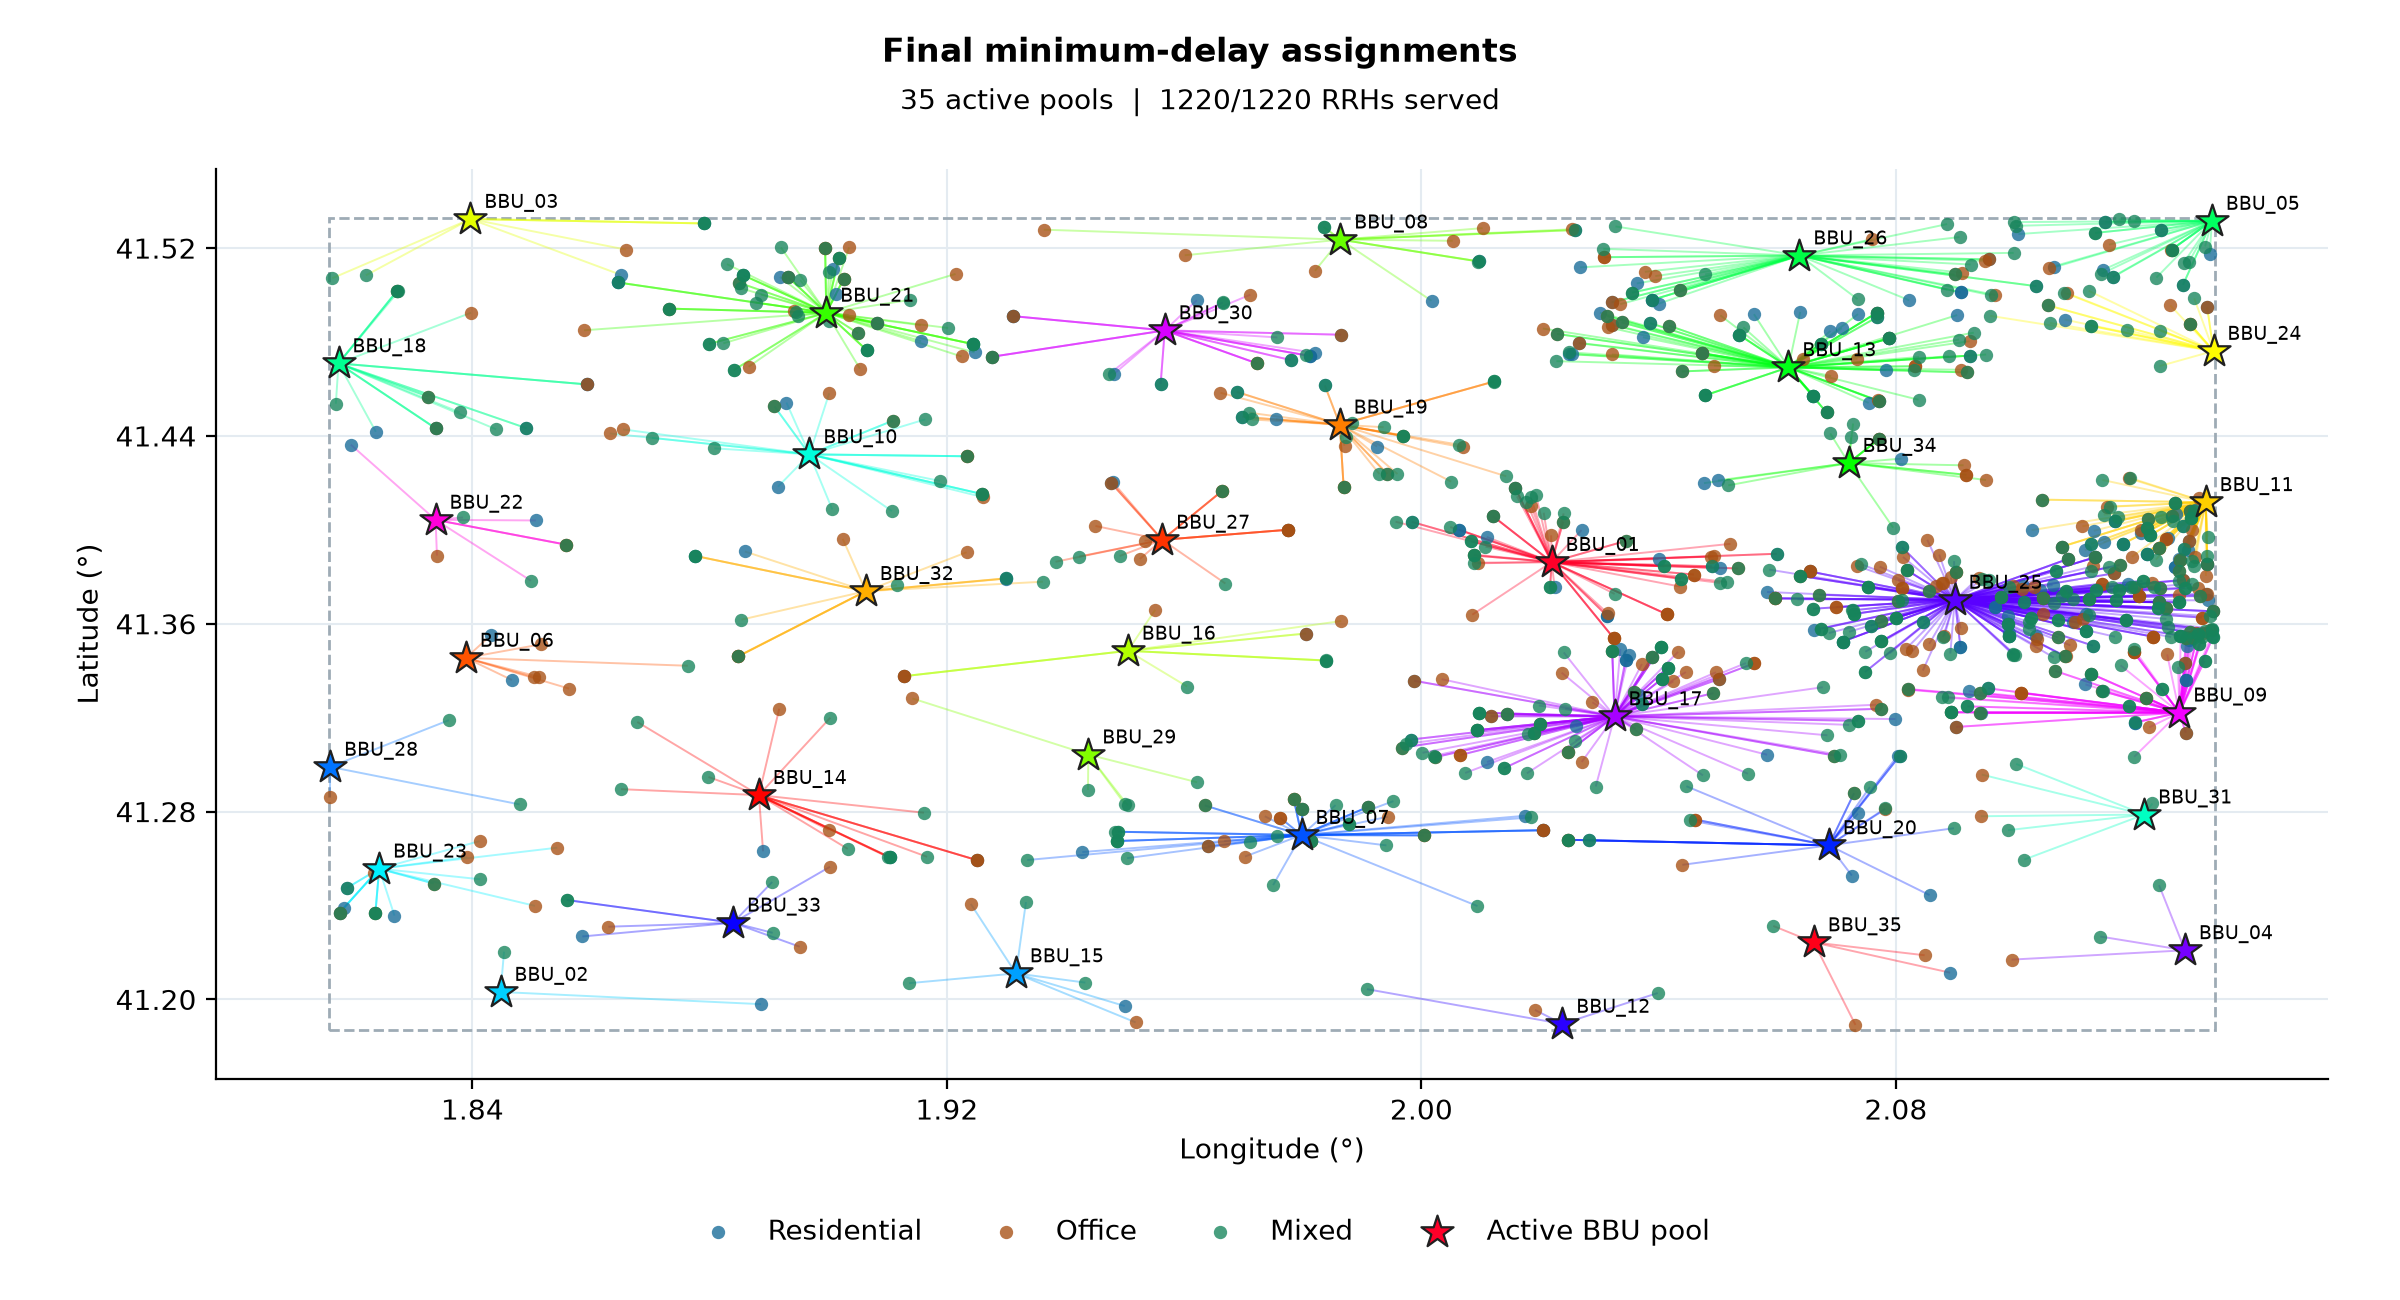 Final minimum-delay assignments
35 active pools | 1220/1220 RRHs served
BBU_03
BBU_05
BBU_08
BBU_26
41.52
BBU_21
BBU_30
BBU_24
BBU_18
BBU_13
BBU_19
41.44
BBU_10
BBU_34
BBU_11
BBU_22
BBU_27
BBU_01
BBU_32
BBU_25
41.36
BBU_06
BBU_16
BBU_17
BBU_09
BBU_29
BBU_28
BBU_14
BBU_31
41.28
BBU_07
BBU_20
BBU_23
BBU_33
BBU_35
BBU_04
BBU_15
BBU_02
41.20
BBU_12
Latitude (°)
1.84 1.92 2.00 2.08
Longitude (°)
Residential Office Mixed Active BBU pool